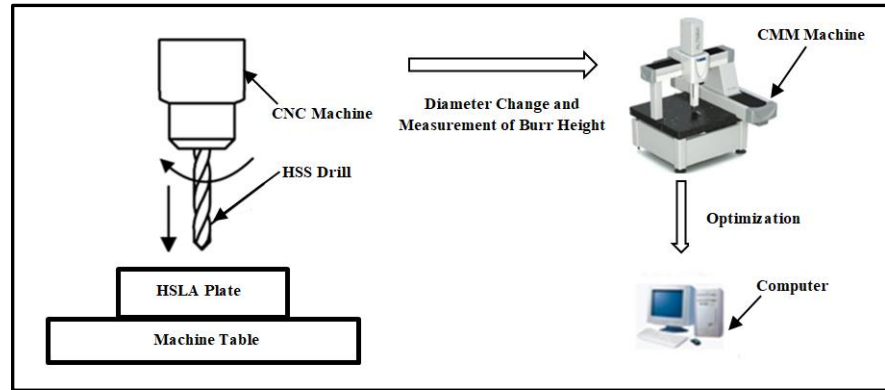 CNC Machine
HSS Drill
HSLA Plate
Machine Table
Diameter Change and
Measurement of Burr Height
CMM Machine
Optimization
Computer